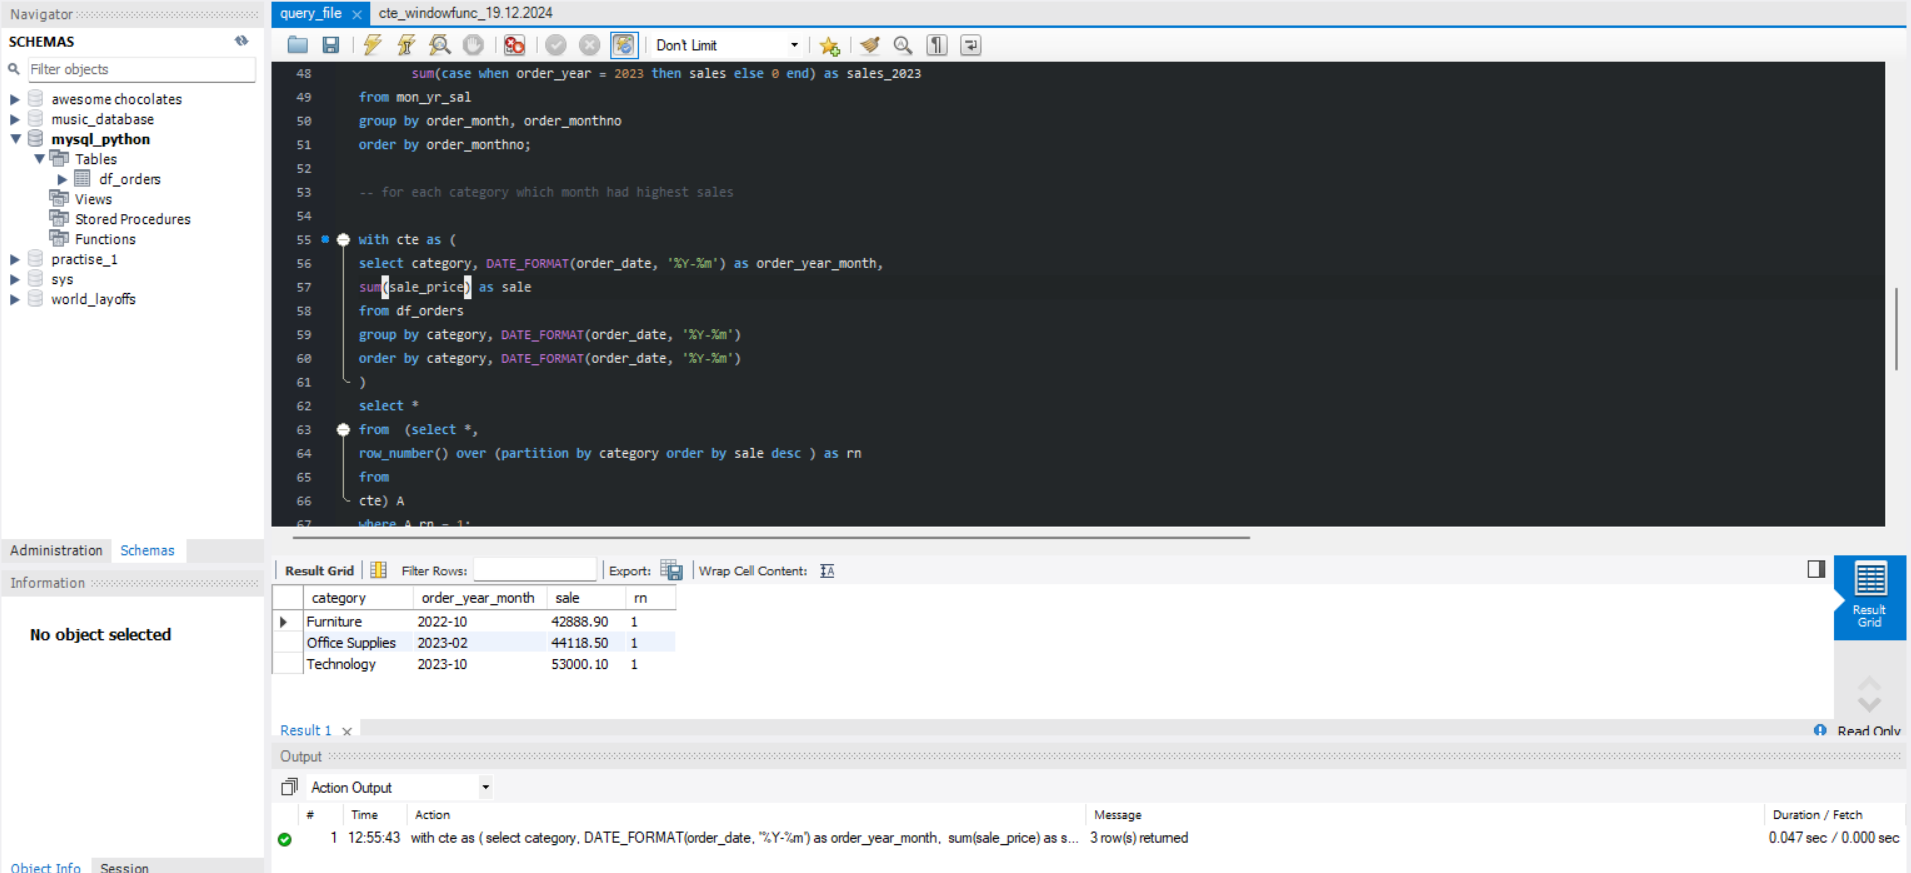 Navigator
SCHEMAS
Filter objects
awesome chocolates
music_database
mysql_python
Tables
df_orders
Views
Stored Procedures
Functions
practise_1
sys
world_layoffs
Administration Schemas
Information
No object selected
Object Info Session
query_file cte_windowfunc_19.12.2024
Don't Limit
48 sum(case when order_year = 2023 then sales else 0 end) as sales_2023
49 from mon_yr_sal
50 group by order_month, order_monthno
51 order by order_monthno;
52
53 -- for each category which month had highest sales
54
55 with cte as (
56 select category, DATE_FORMAT(order_date, '%Y-%m') as order_year_month,
57 sum(sale_price) as sale
58 from df_orders
59 group by category, DATE_FORMAT(order_date, '%Y-%m')
60 order by category, DATE_FORMAT(order_date, '%Y-%m')
61 )
62 select *
63 from (select *,
64 row_number() over (partition by category order by sale desc ) as rn
65 from
66 cte) A
67 where A.rn = 1;
Result Grid Filter Rows: Export: Wrap Cell Content:
category order_year_month sale rn
Furniture 2022-10 42888.90 1
Office Supplies 2023-02 44118.50 1
Technology 2023-10 53000.10 1
Result
Grid
Result 1 Read Only
Output
Action Output
# Time Action Message Duration / Fetch
1 12:55:43 with cte as ( select category, DATE_FORMAT(order_date, '%Y-%m') as order_year_month, sum(sale_price) as s... 3 row(s) returned 0.047 sec / 0.000 sec